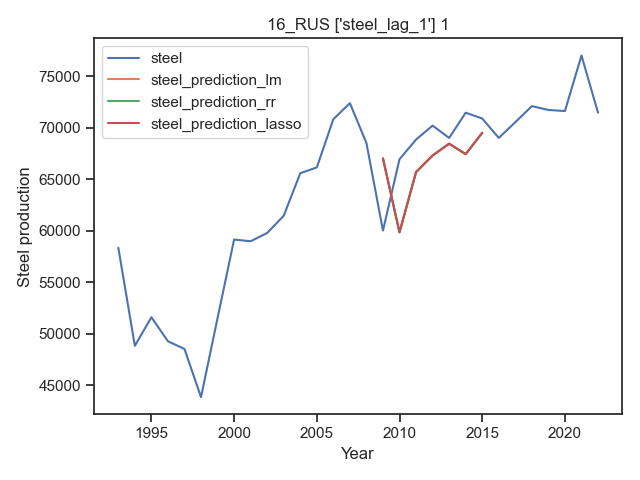 16_RUS ['steel_lag_1'] 1
steel
steel_prediction_lm
steel_prediction_rr
steel_prediction_lasso
75000
70000
65000
60000
55000
50000
45000
Steel production
1995 2000 2005 2010 2015 2020
Year